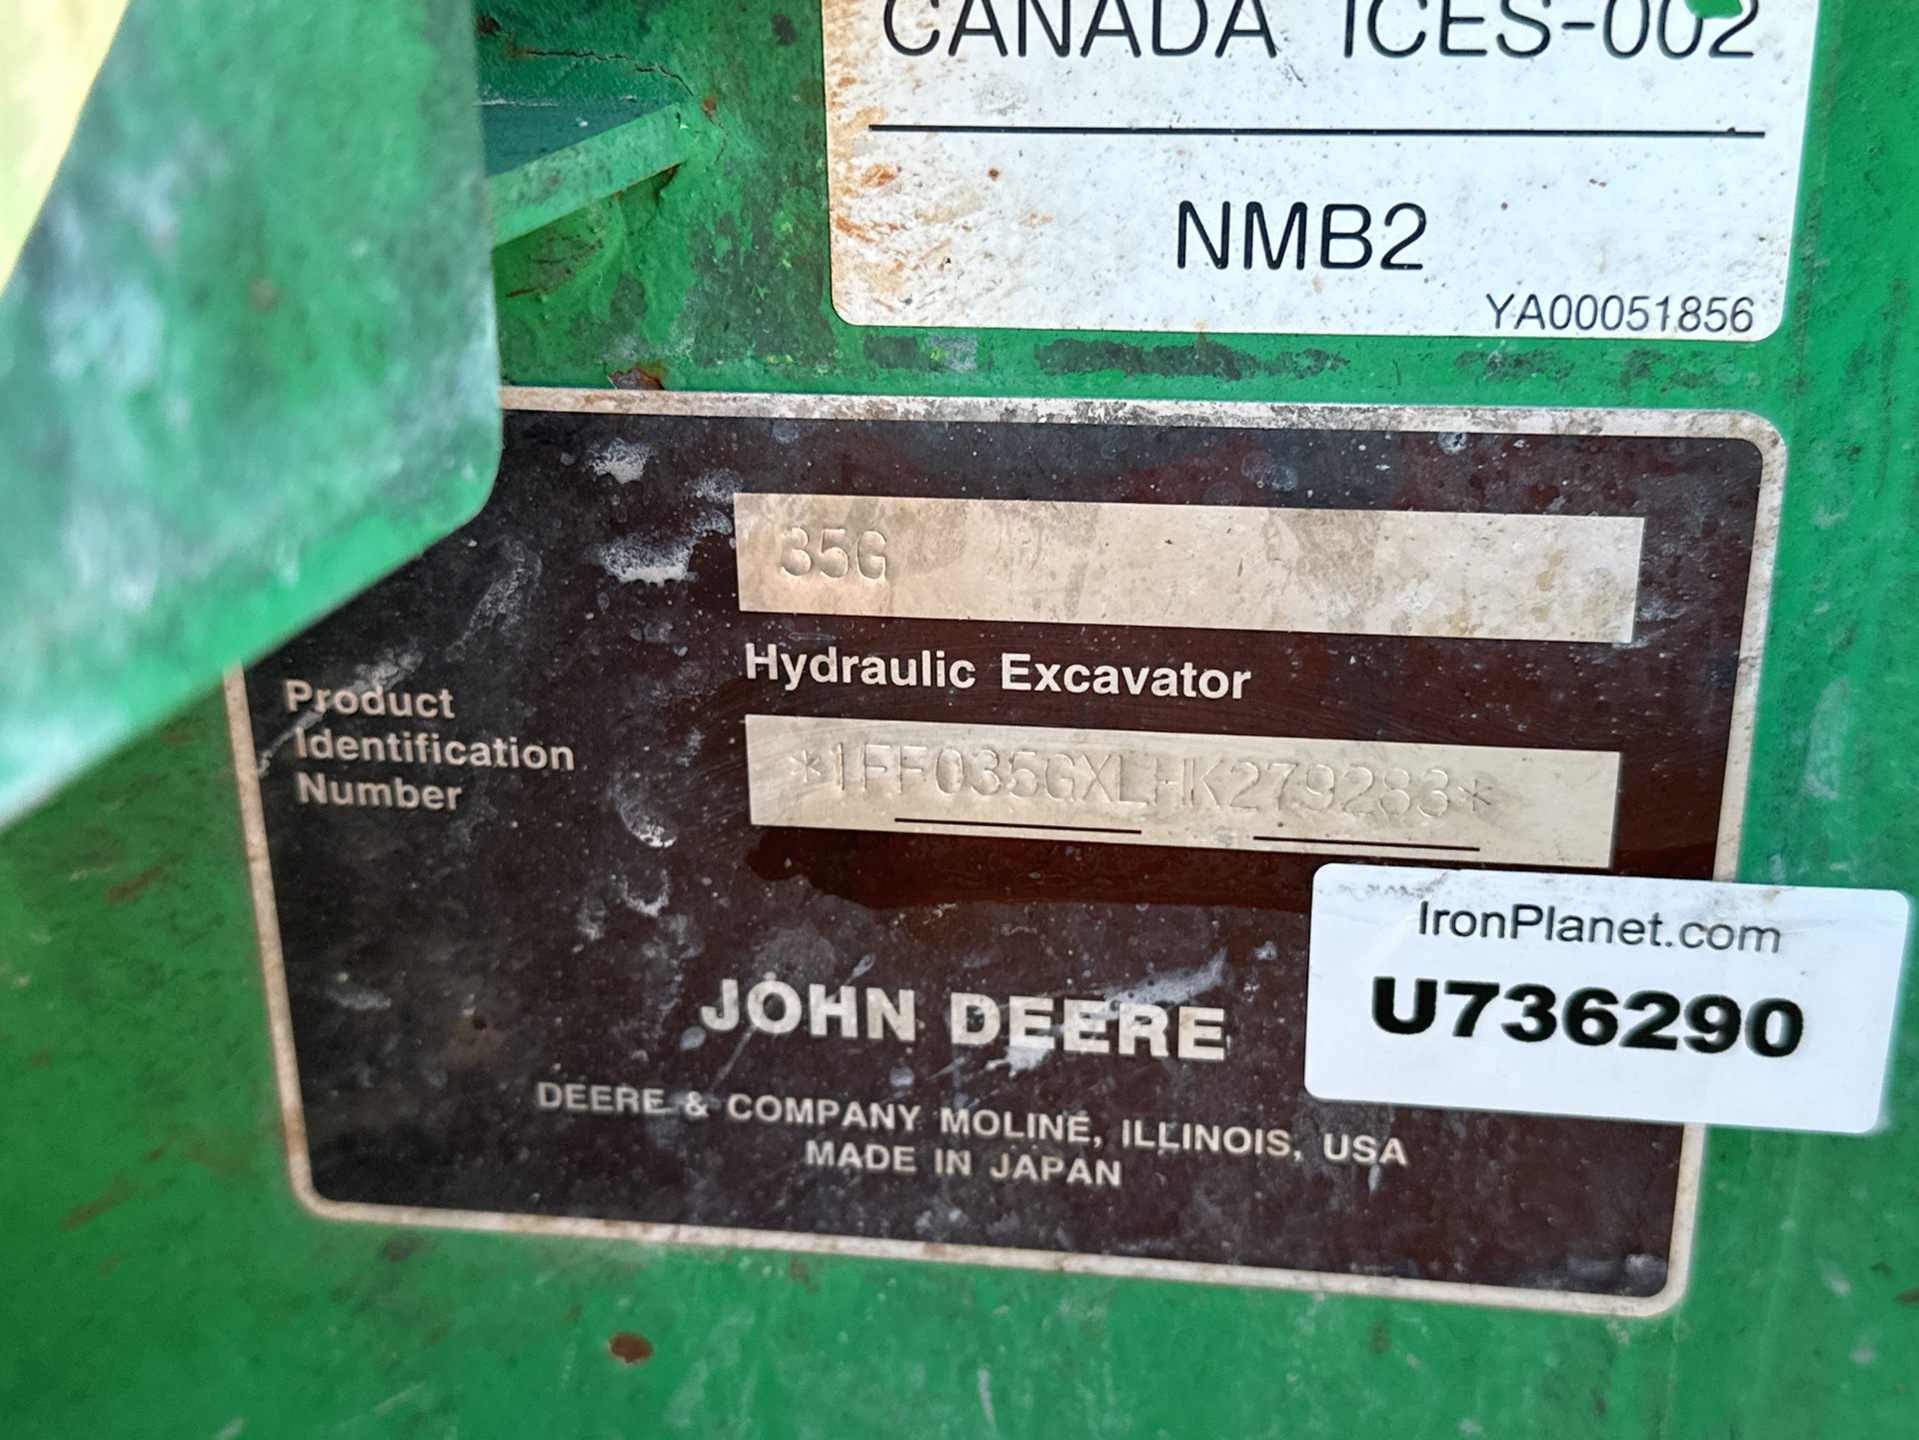 CANADA ICES-002
NMB2
YA00051856
35G
Hydraulic Excavator
Product
Identification
Number
*1FF035GXLHK279283*
IronPlanet.com
U736290
JOHN DEERE
DEERE & COMPANY MOLINE, ILLINOIS, USA
MADE IN JAPAN